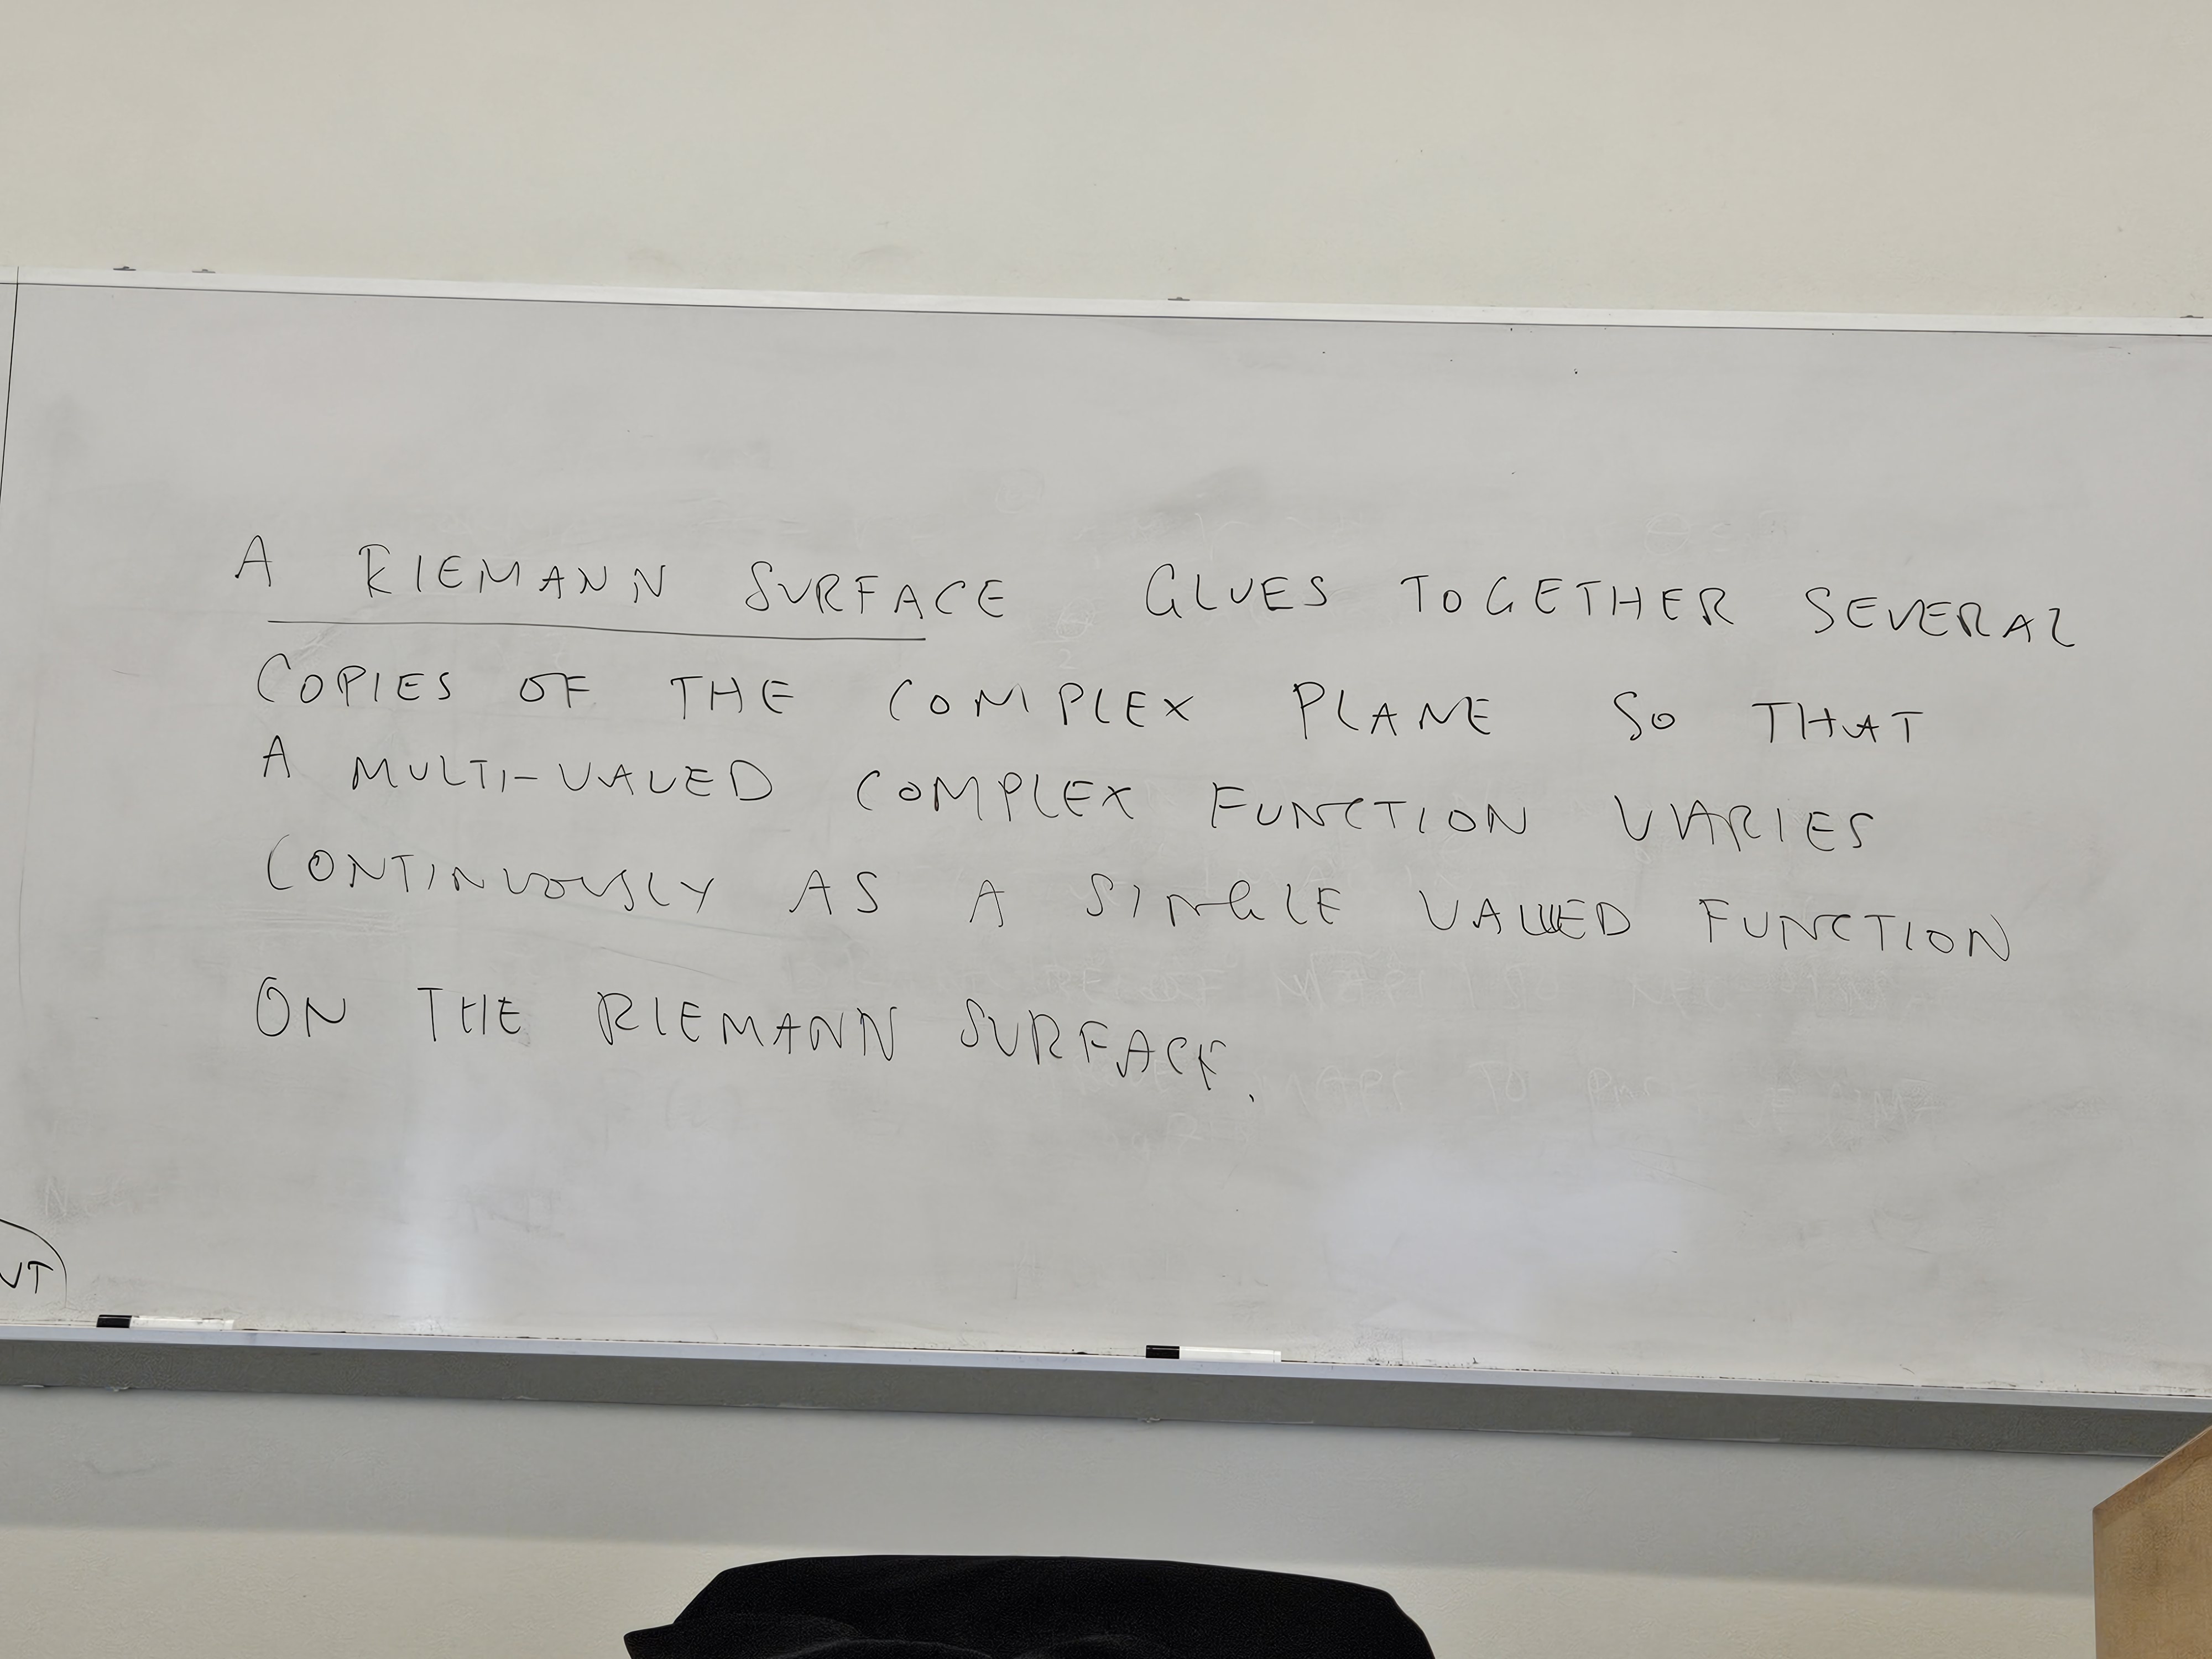 A RIEMANN SURFACE GLUES TOGETHER SEVERAL
COPIES OF THE COMPLEX PLANE SO THAT
A MULTI-VALUED COMPLEX FUNCTION VARIES
CONTINUOUSLY AS A SINGLE VALUED FUNCTION
ON THE RIEMANN SURFACE.